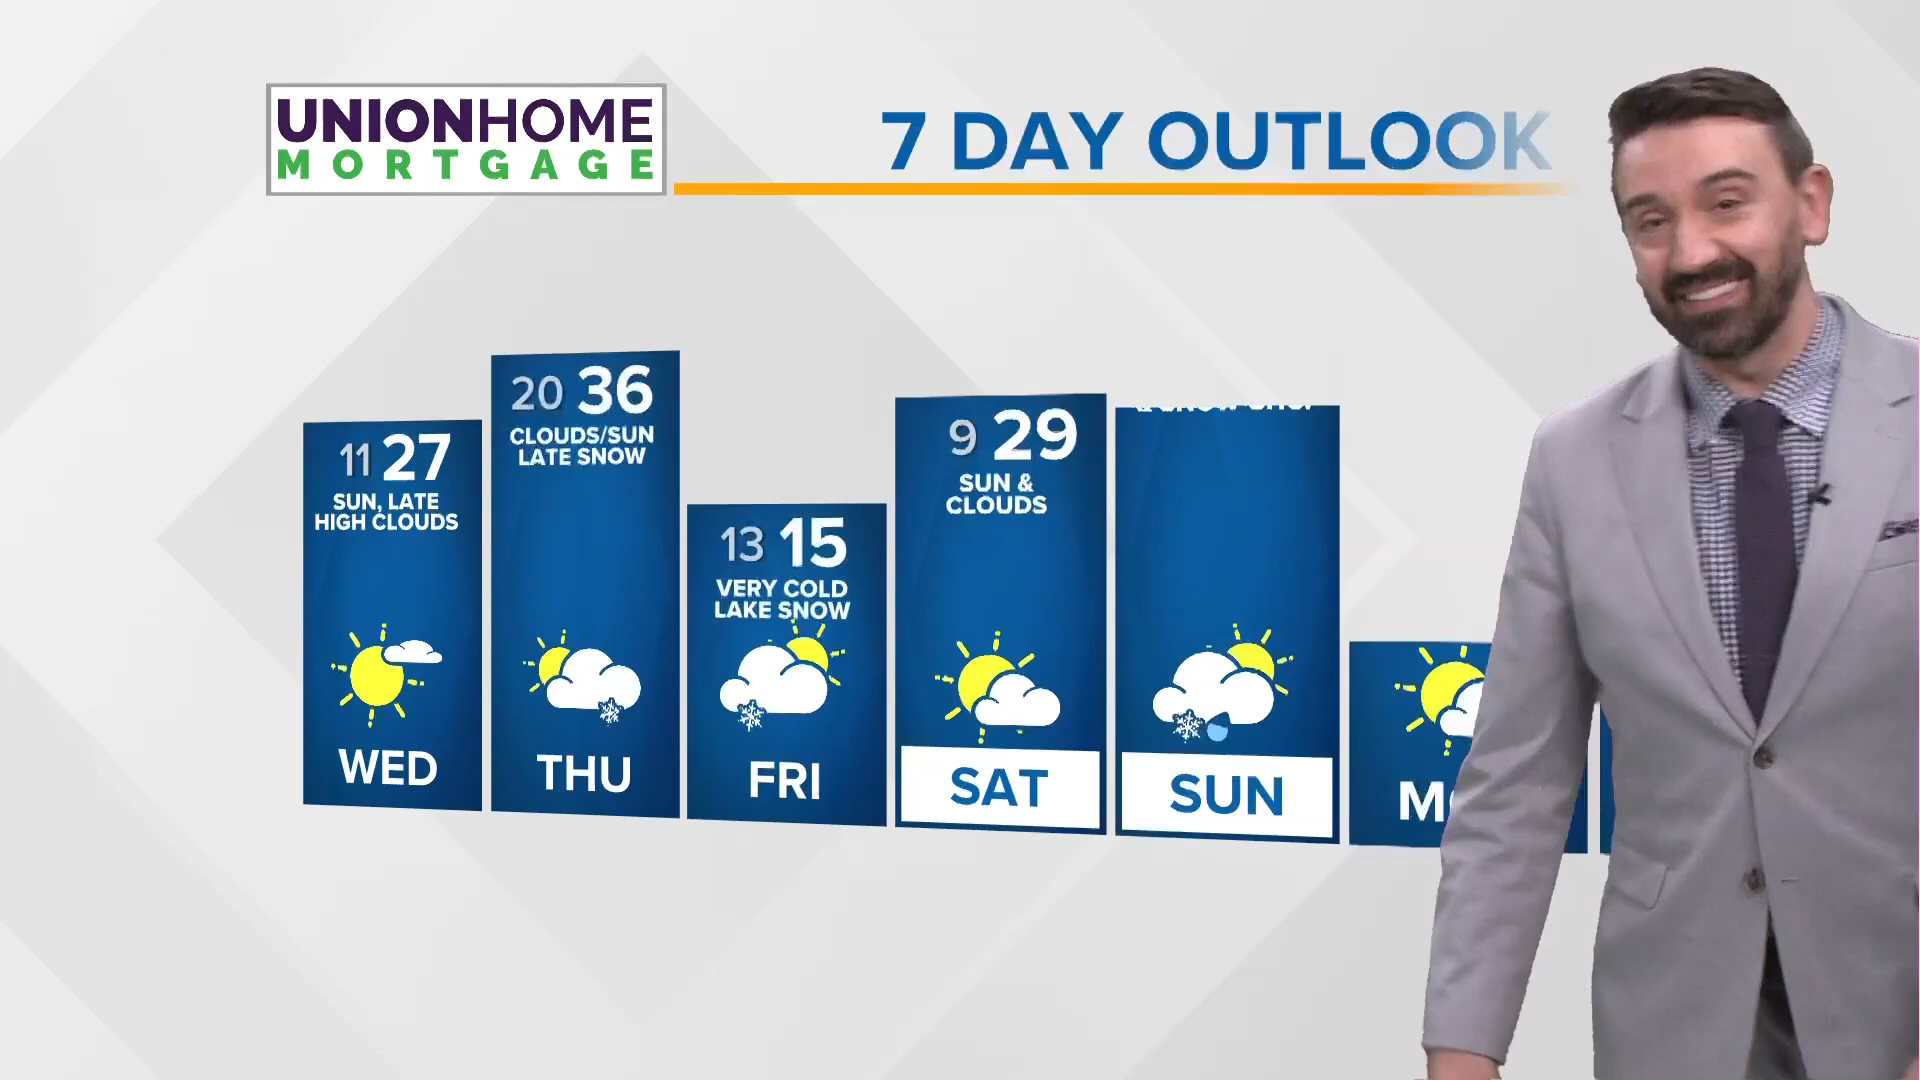 UNIONHOME
MORTGAGE
7 DAY OUTLOOK
11 27
SUN, LATE
HIGH CLOUDS
WED
20 36
CLOUDS/SUN
LATE SNOW
THU
13 15
VERY COLD
LAKE SNOW
FRI
9 29
SUN &
CLOUDS
SAT
SUN